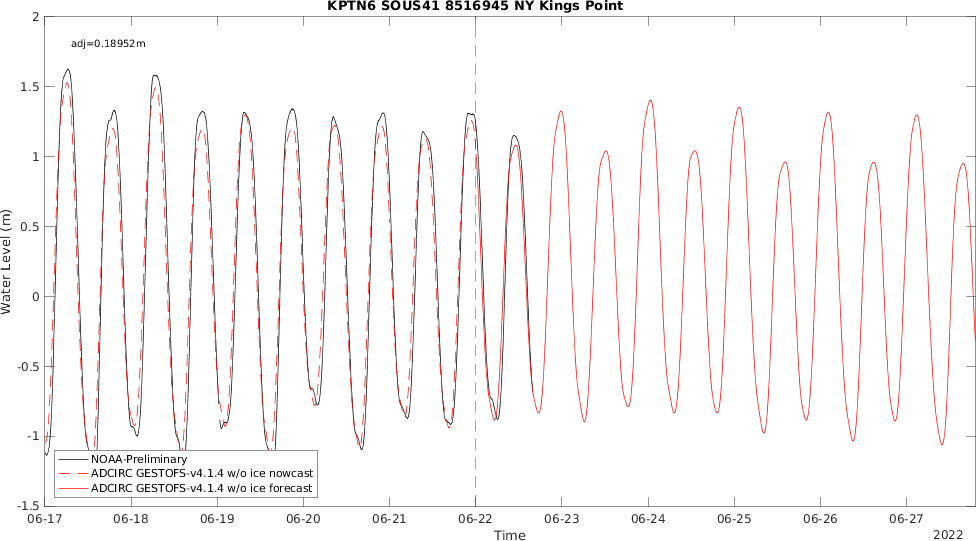 KPTN6 SOUS41 8516945 NY Kings Point
adj=0.18952m
2
1.5
1
0.5
0
-0.5
-1
-1.5
Water Level (m)
NOAA-Preliminary
ADCIRC GESTOFS-v4.1.4 w/o ice nowcast
ADCIRC GESTOFS-v4.1.4 w/o ice forecast
06-17 06-18 06-19 06-20 06-21 06-22 06-23 06-24 06-25 06-26 06-27
Time
2022